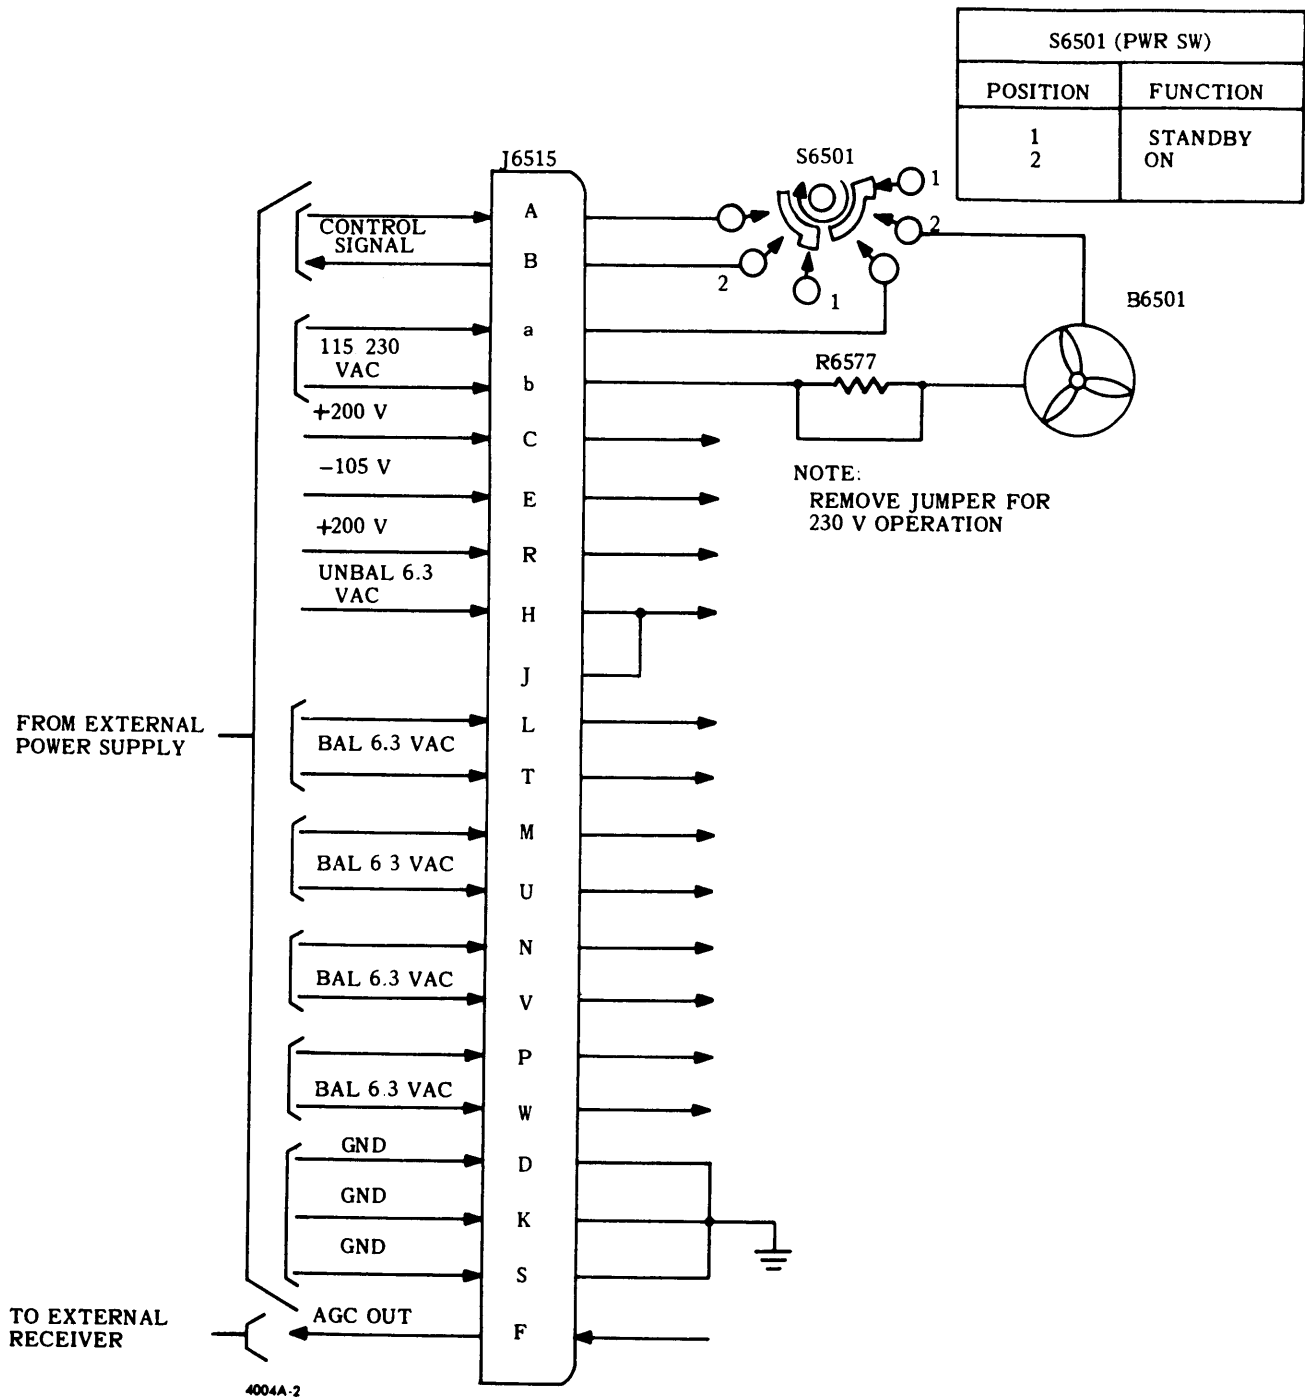 S6501 (PWR SW)
POSITION FUNCTION
1 STANDBY
2 ON
J6515
S6501
1
2
2
1
B6501
A
CONTROL
SIGNAL
B
a
115 230
VAC
b
R6577
+200 V
C
NOTE:
REMOVE JUMPER FOR
230 V OPERATION
-105 V
E
+200 V
R
UNBAL 6.3
VAC
H
J
FROM EXTERNAL
POWER SUPPLY
L
BAL 6.3 VAC
T
M
BAL 6 3 VAC
U
N
BAL 6.3 VAC
V
P
BAL 6.3 VAC
W
GND
D
GND
K
GND
S
TO EXTERNAL
RECEIVER
AGC OUT
F
4004A-2